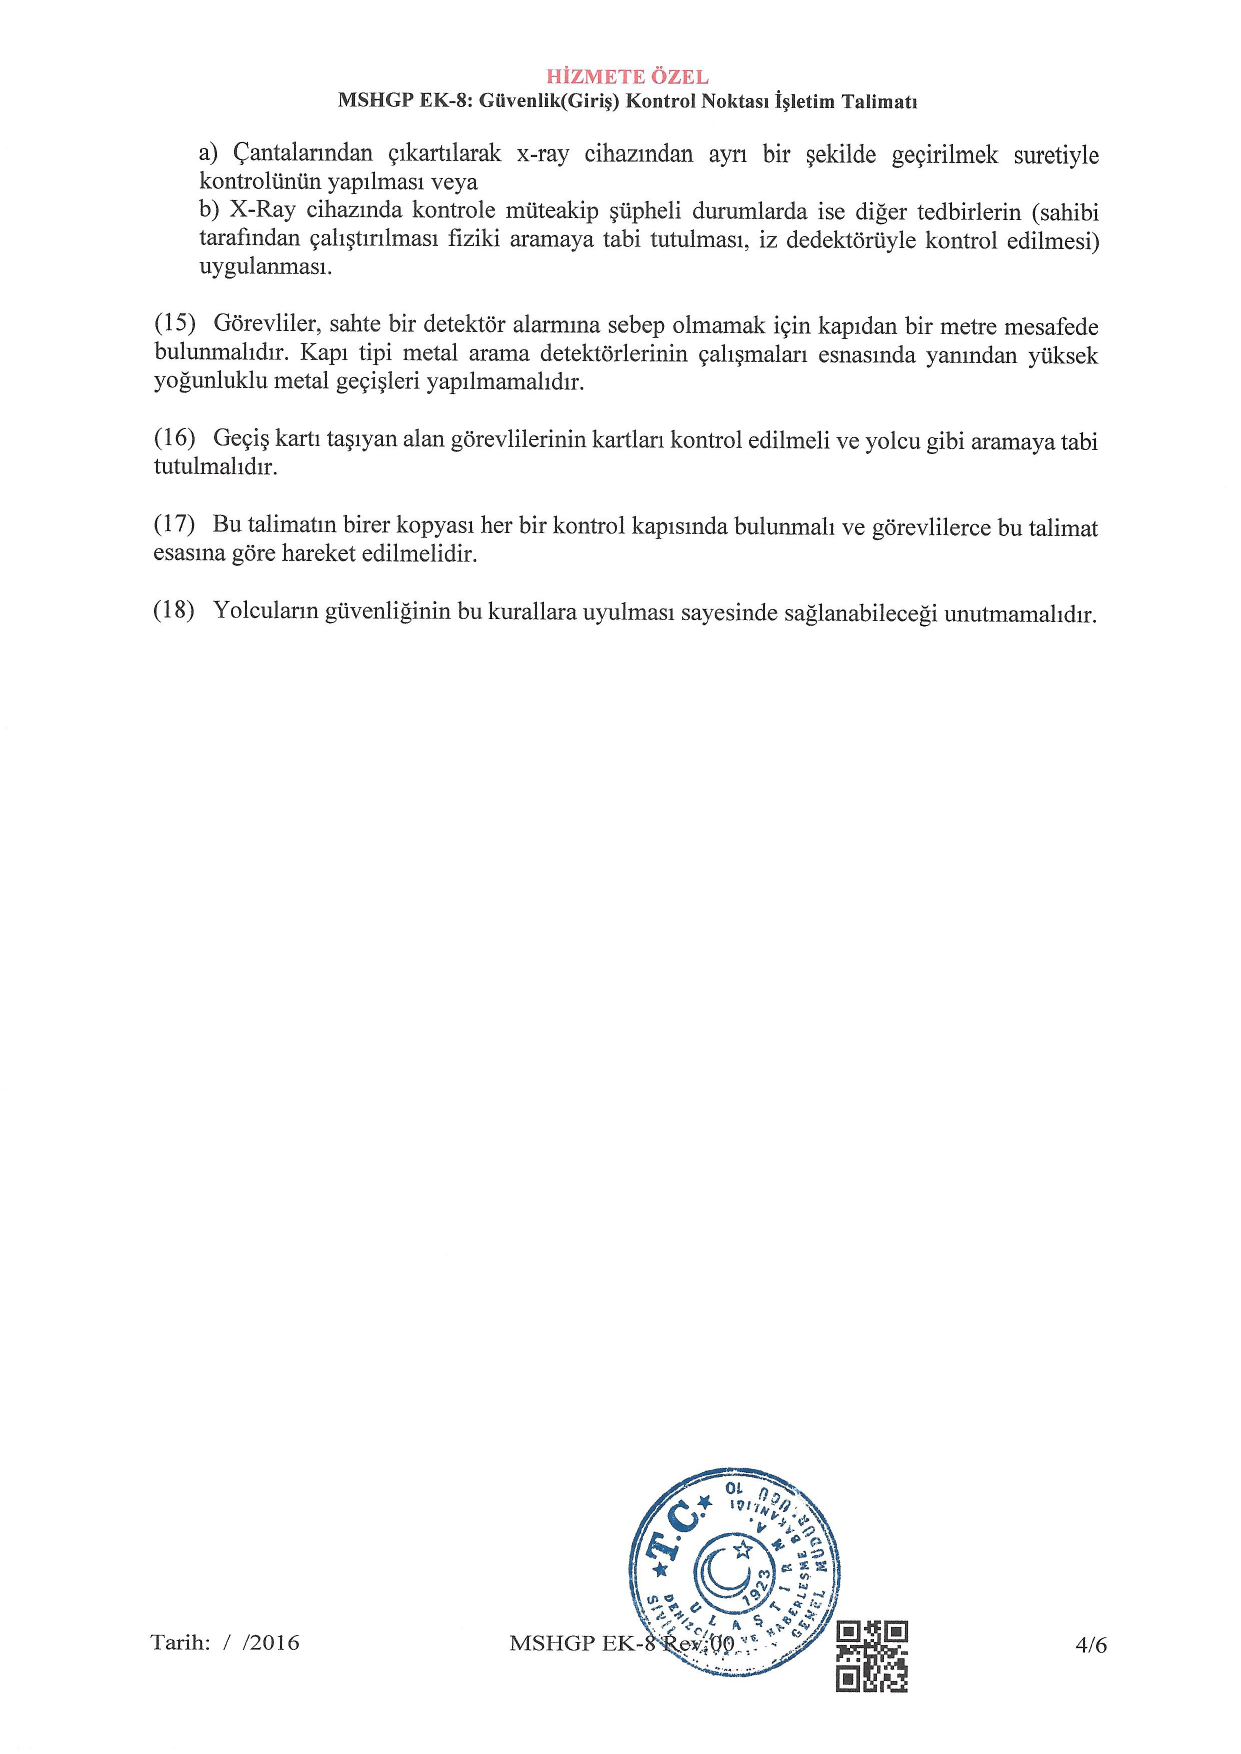 HİZMETE ÖZEL
MSHGP EK-8: Güvenlik(Giriş) Kontrol Noktası İşletim Talimatı
a) Çantalarından çıkartılarak x-ray cihazından ayrı bir şekilde geçirilmek suretiyle
kontrolünün yapılması veya
b) X-Ray cihazında kontrole müteakip şüpheli durumlarda ise diğer tedbirlerin (sahibi
tarafından çalıştırılması fiziki aramaya tabi tutulması, iz dedektörüyle kontrol edilmesi)
uygulanması.
(15) Görevliler, sahte bir detektör alarmına sebep olmamak için kapıdan bir metre mesafede
bulunmalıdır. Kapı tipi metal arama detektörlerinin çalışmaları esnasında yanından yüksek
yoğunluklu metal geçişleri yapılmamalıdır.
(16) Geçiş kartı taşıyan alan görevlilerinin kartları kontrol edilmeli ve yolcu gibi aramaya tabi
tutulmalıdır.
(17) Bu talimatın birer kopyası her bir kontrol kapısında bulunmalı ve görevlilerce bu talimat
esasına göre hareket edilmelidir.
(18) Yolcuların güvenliğinin bu kurallara uyulması sayesinde sağlanabileceği unutmamalıdır.
T.C.
ULAŞTIRMA
DENİZCİLİK VE HABERLEŞME BAKANLIĞI
SİVİL
GENEL MÜDÜRLÜĞÜ
1923
Tarih: / /2016
MSHGP EK-8 Rev:00
4/6